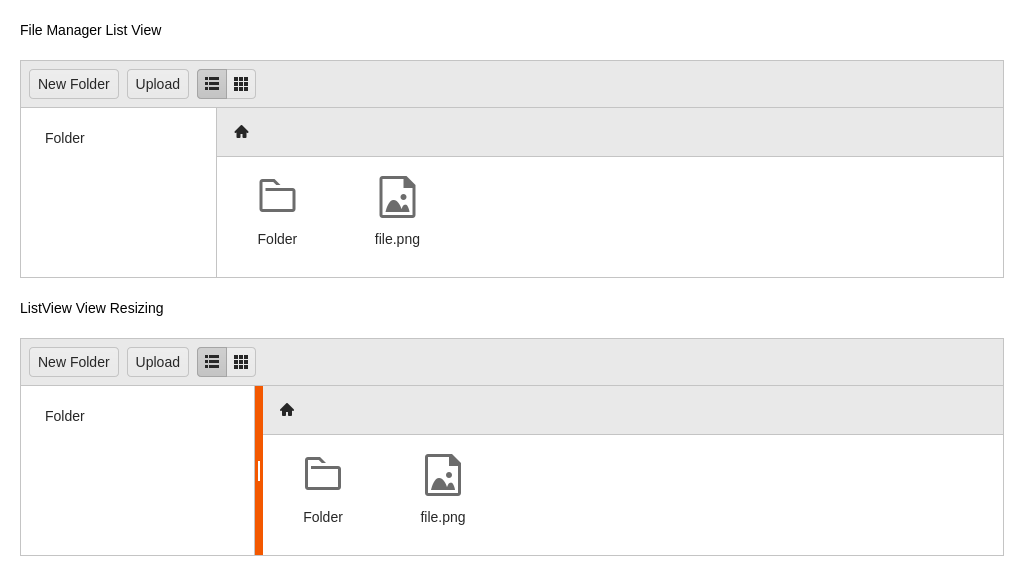 File Manager List View
New Folder Upload
Folder
Folder file.png
ListView View Resizing
New Folder Upload
Folder
Folder file.png